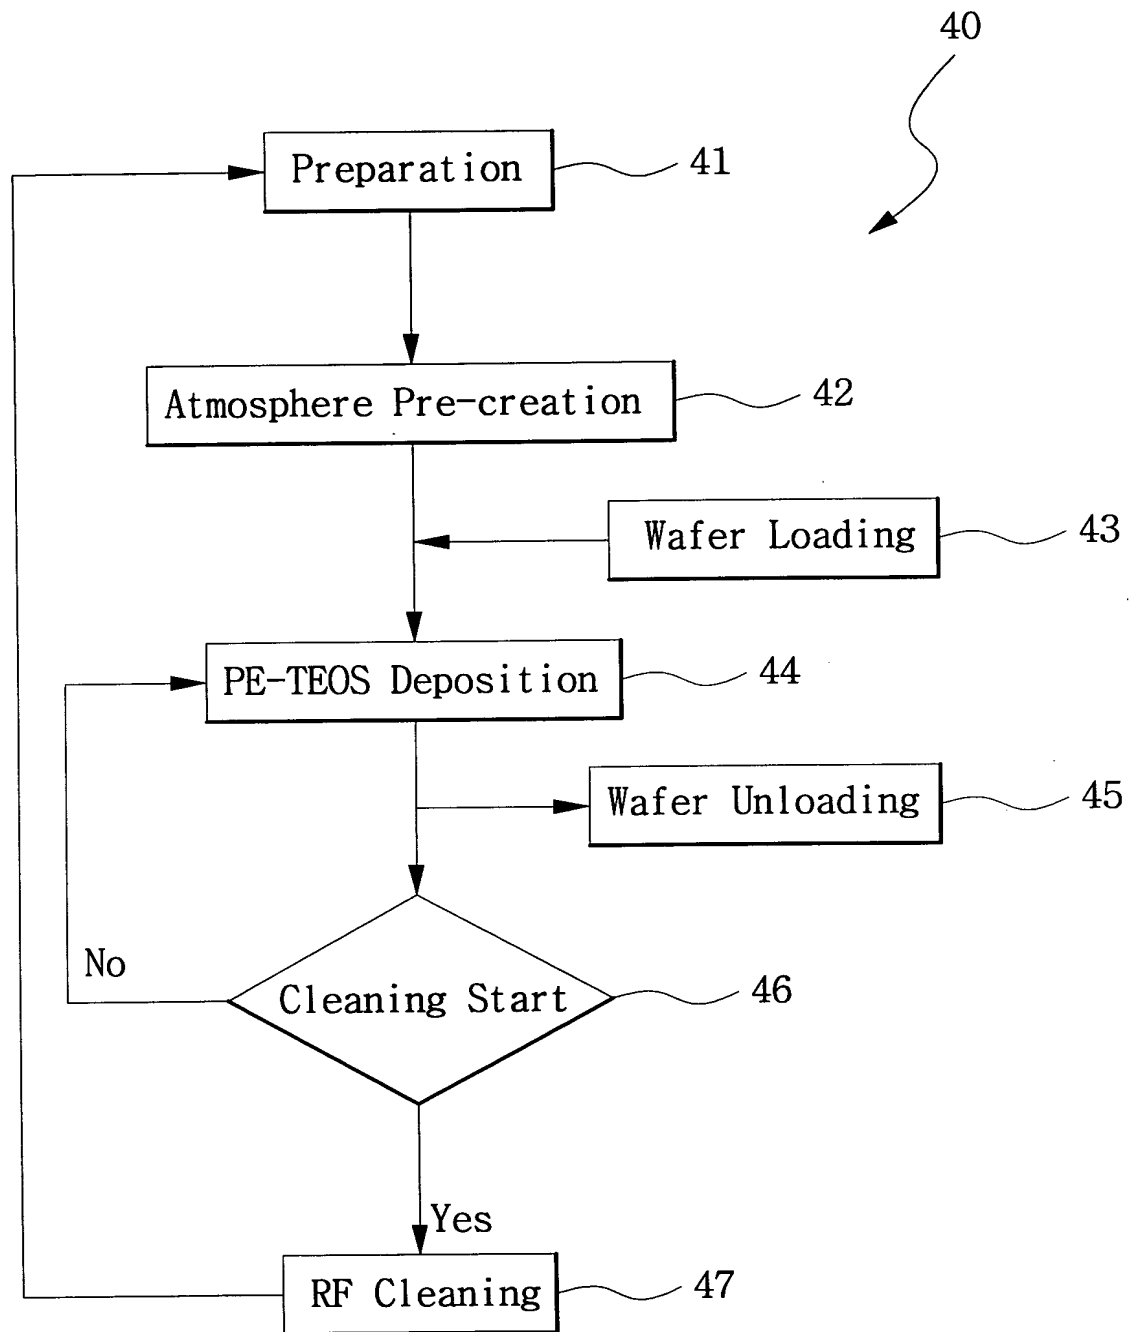 40
Preparation 41
Atmosphere Pre-creation 42
Wafer Loading 43
PE-TEOS Deposition 44
Wafer Unloading 45
No
Cleaning Start 46
Yes
RF Cleaning 47